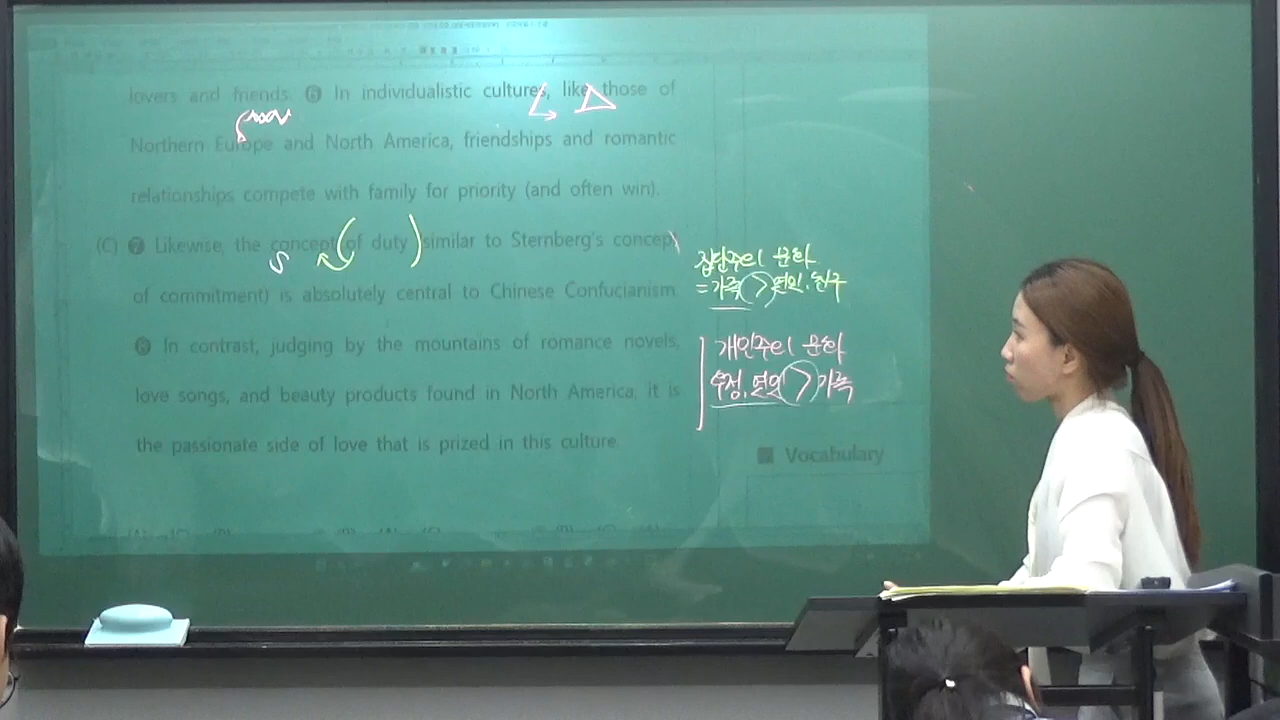 lovers and friends. ❻ In individualistic cultures, like those of
Northern Europe and North America, friendships and romantic
relationships compete with family for priority (and often win).
(C) ❼ Likewise, the concept of duty (similar to Sternberg's concept
of commitment) is absolutely central to Chinese Confucianism.
❽ In contrast, judging by the mountains of romance novels,
love songs, and beauty products found in North America, it is
the passionate side of love that is prized in this culture.
S
집단주의 문화
= 가족 > 연인, 친구
개인주의 문화
우정, 연인 > 가족
■ Vocabulary